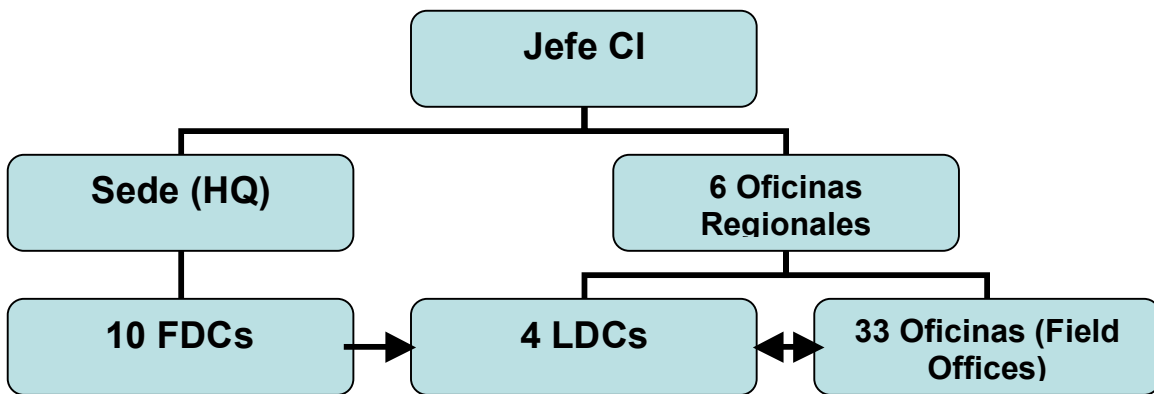 Jefe CI
Sede (HQ)
6 Oficinas
Regionales
10 FDCs
4 LDCs
33 Oficinas (Field
Offices)